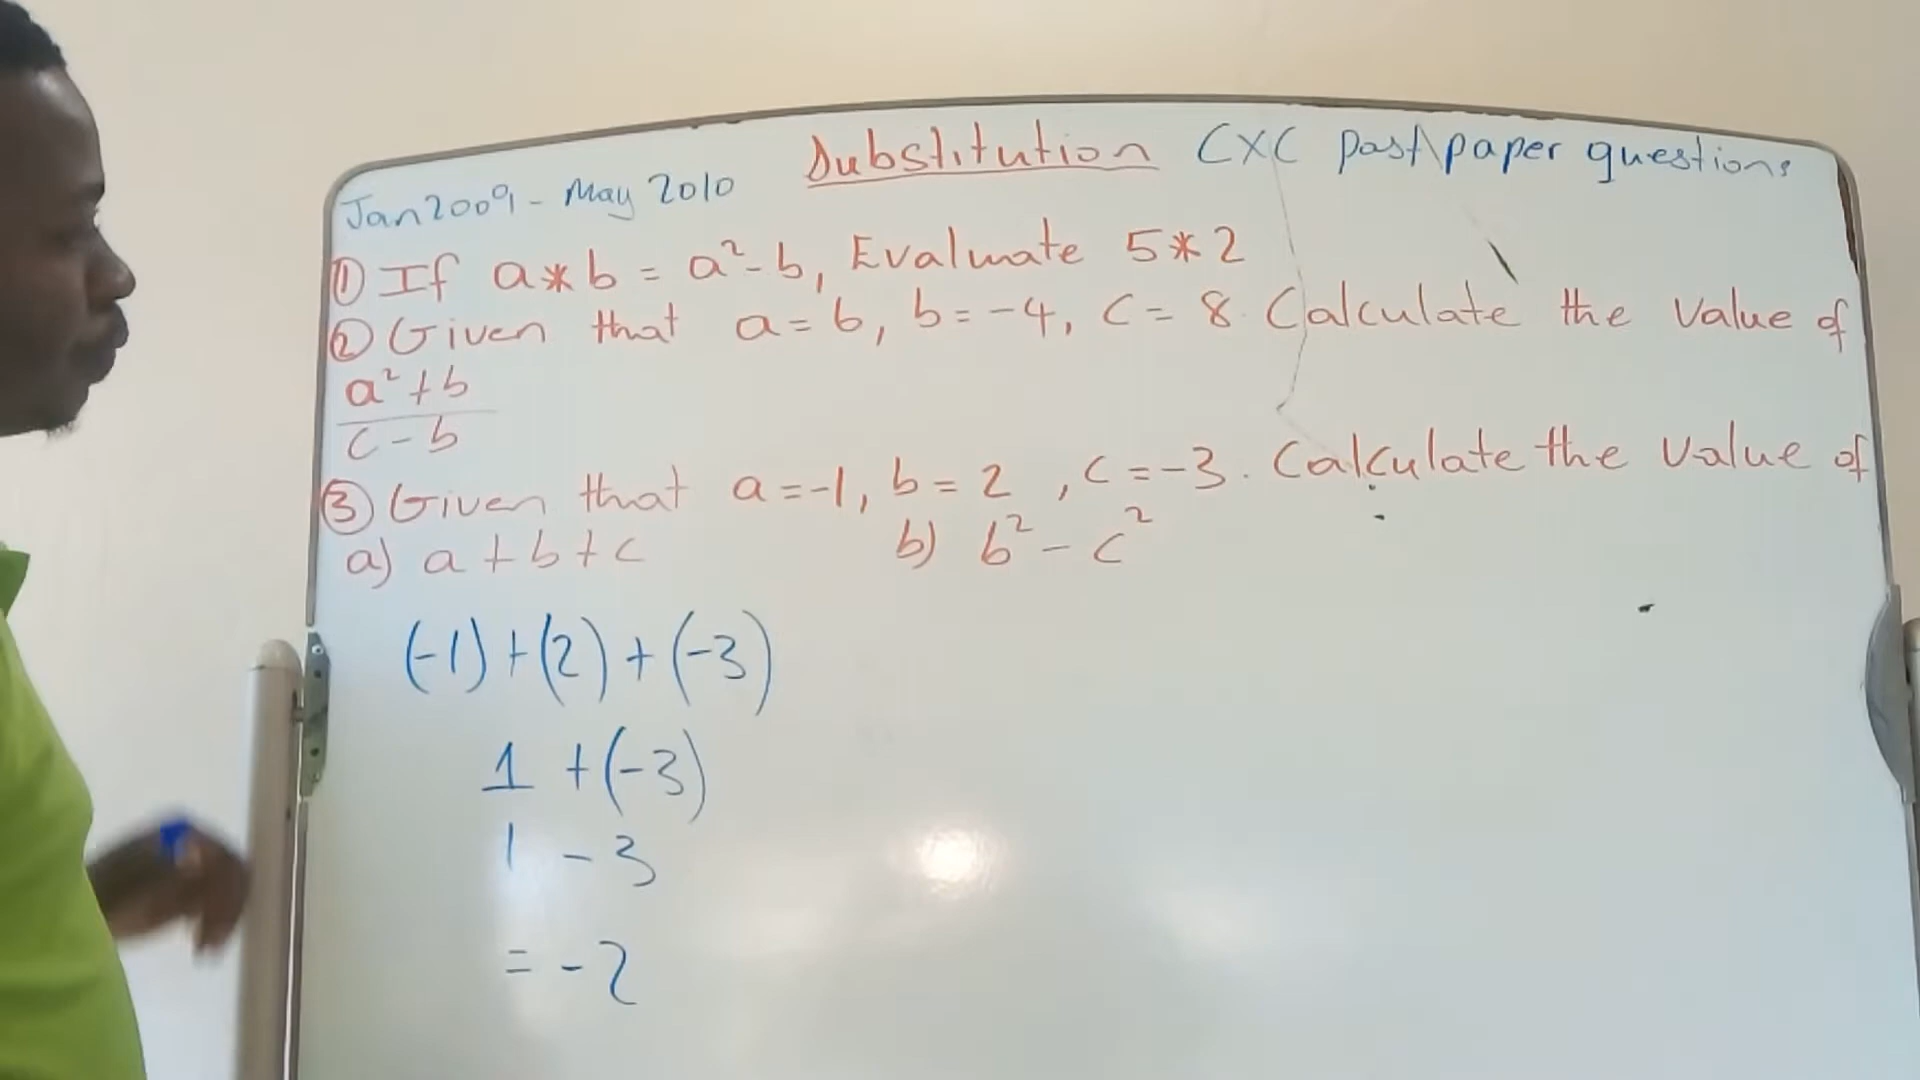 Substitution CXC past paper questions
Jan 2009 - May 2010
① If a * b = a² - b, Evaluate 5 * 2
② Given that a = 6, b = -4, c = 8. Calculate the value of
a² + b
c - b
③ Given that a = -1, b = 2, c = -3. Calculate the value of
a) a + b + c b) b² - c²
(-1) + (2) + (-3)
1 + (-3)
1 - 3
= -2